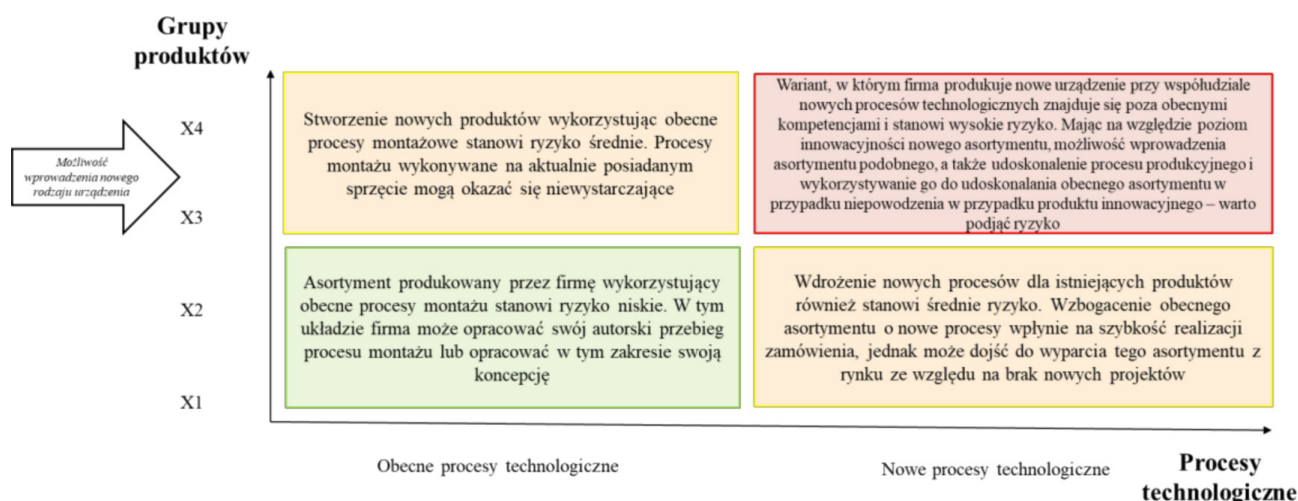 Grupy
produktów
X4
Możliwość
wprowadzenia nowego
rodzaju urządzenia
X3
X2
X1
Stworzenie nowych produktów wykorzystując obecne
procesy montażowe stanowi ryzyko średnie. Procesy
montażu wykonywane na aktualnie posiadanym
sprzęcie mogą okazać się niewystarczające
Wariant, w którym firma produkuje nowe urządzenie przy współudziale
nowych procesów technologicznych znajduje się poza obecnymi
kompetencjami i stanowi wysokie ryzyko. Mając na względzie poziom
innowacyjności nowego asortymentu, możliwość wprowadzenia
asortymentu podobnego, a także udoskonalenie procesu produkcyjnego i
wykorzystywanie go do udoskonalania obecnego asortymentu w
przypadku niepowodzenia w przypadku produktu innowacyjnego – warto
podjąć ryzyko
Asortyment produkowany przez firmę wykorzystujący
obecne procesy montażu stanowi ryzyko niskie. W tym
układzie firma może opracować swój autorski przebieg
procesu montażu lub opracować w tym zakresie swoją
koncepcję
Wdrożenie nowych procesów dla istniejących produktów
również stanowi średnie ryzyko. Wzbogacenie obecnego
asortymentu o nowe procesy wpłynie na szybkość realizacji
zamówienia, jednak może dojść do wyparcia tego asortymentu z
rynku ze względu na brak nowych projektów
Obecne procesy technologiczne
Nowe procesy technologiczne
Procesy
technologiczne